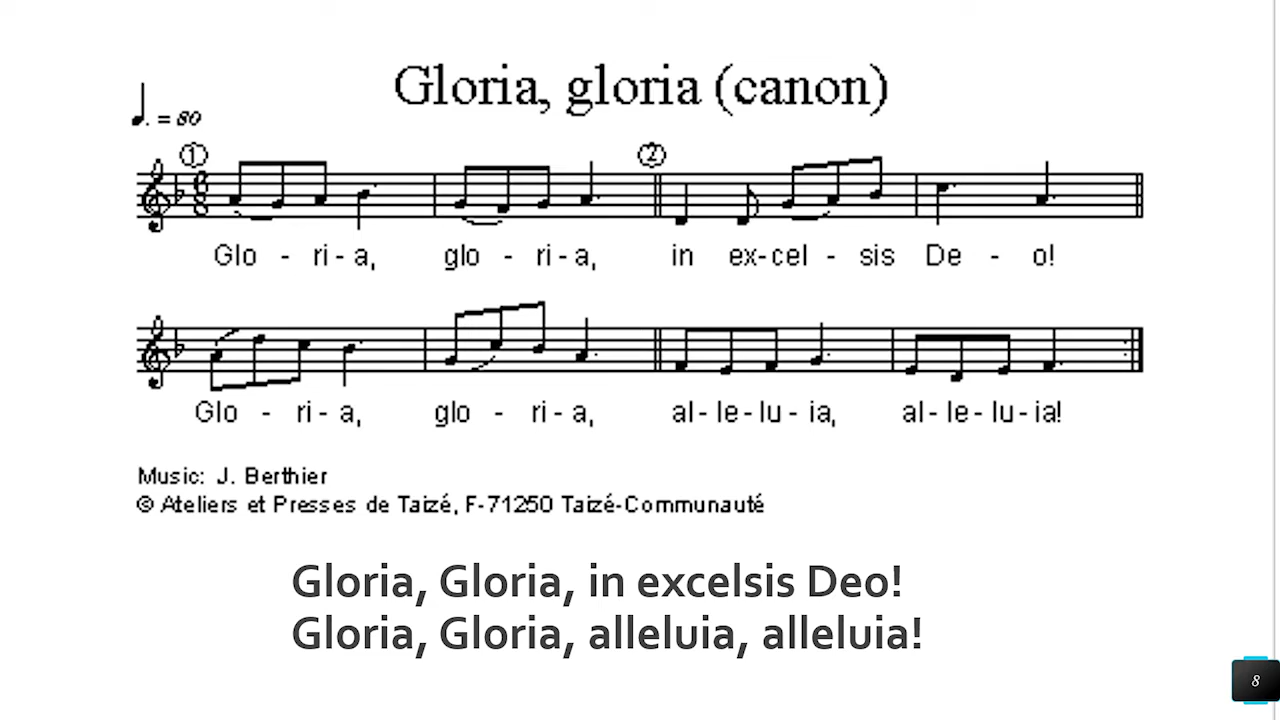 Gloria, gloria (canon)
♩. = 80
① ②
6
8
Glo - ri - a, glo - ri - a, in ex-cel - sis De - o!
Glo - ri - a, glo - ri - a, al - le - lu - ia, al - le - lu - ia!
Music: J. Berthier
© Ateliers et Presses de Taizé, F-71250 Taizé-Communauté
Gloria, Gloria, in excelsis Deo!
Gloria, Gloria, alleluia, alleluia!
8